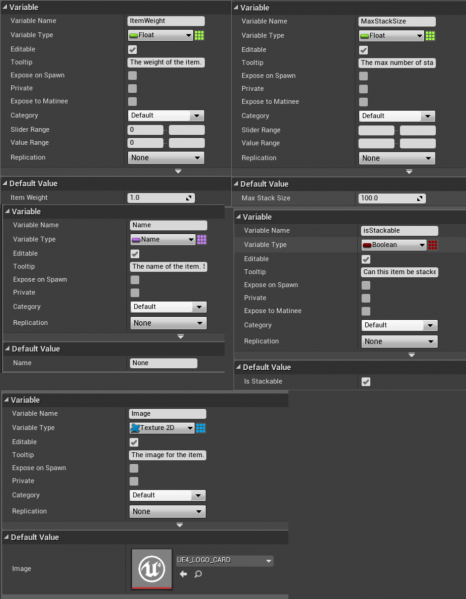 Variable
Variable Name ItemWeight
Variable Type Float
Editable
Tooltip The weight of the item.
Expose on Spawn
Private
Expose to Matinee
Category Default
Slider Range 0
Value Range 0
Replication None
Default Value
Item Weight 1.0
Variable
Variable Name MaxStackSize
Variable Type Float
Editable
Tooltip The max number of sta
Expose on Spawn
Private
Expose to Matinee
Category Default
Slider Range
Value Range
Replication None
Default Value
Max Stack Size 100.0
Variable
Variable Name Name
Variable Type Name
Editable
Tooltip The name of the item.
Expose on Spawn
Private
Category Default
Replication None
Default Value
Name None
Variable
Variable Name isStackable
Variable Type Boolean
Editable
Tooltip Can this item be stacke
Expose on Spawn
Private
Expose to Matinee
Category Default
Replication None
Default Value
Is Stackable
Variable
Variable Name Image
Variable Type Texture 2D
Editable
Tooltip The image for the item.
Expose on Spawn
Private
Category Default
Replication None
Default Value
Image UE4_LOGO_CARD